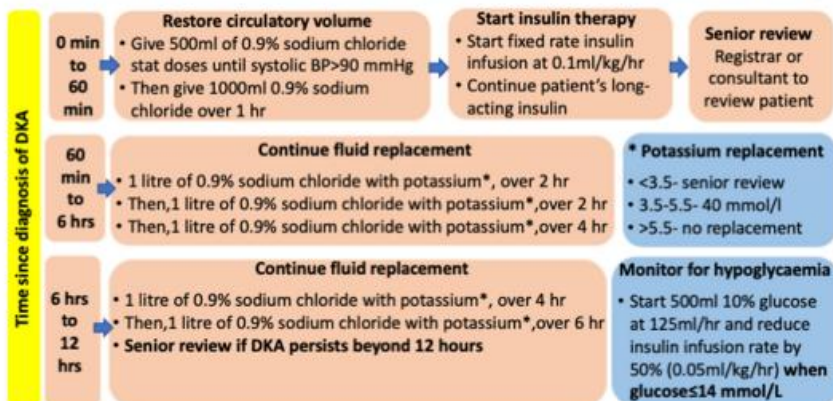 Time since diagnosis of DKA
0 min
to
60
min
Restore circulatory volume
• Give 500ml of 0.9% sodium chloride
stat doses until systolic BP>90 mmHg
• Then give 1000ml 0.9% sodium
chloride over 1 hr
Start insulin therapy
• Start fixed rate insulin
infusion at 0.1ml/kg/hr
• Continue patient's long-
acting insulin
Senior review
Registrar or
consultant to
review patient
60
min
to
6 hrs
Continue fluid replacement
• 1 litre of 0.9% sodium chloride with potassium*, over 2 hr
• Then,1 litre of 0.9% sodium chloride with potassium*,over 2 hr
• Then,1 litre of 0.9% sodium chloride with potassium*,over 4 hr
* Potassium replacement
• <3.5- senior review
• 3.5-5.5- 40 mmol/l
• >5.5- no replacement
6 hrs
to
12
hrs
Continue fluid replacement
• 1 litre of 0.9% sodium chloride with potassium*, over 4 hr
• Then,1 litre of 0.9% sodium chloride with potassium*,over 6 hr
• Senior review if DKA persists beyond 12 hours
Monitor for hypoglycaemia
• Start 500ml 10% glucose
at 125ml/hr and reduce
insulin infusion rate by
50% (0.05ml/kg/hr) when
glucose≤14 mmol/L